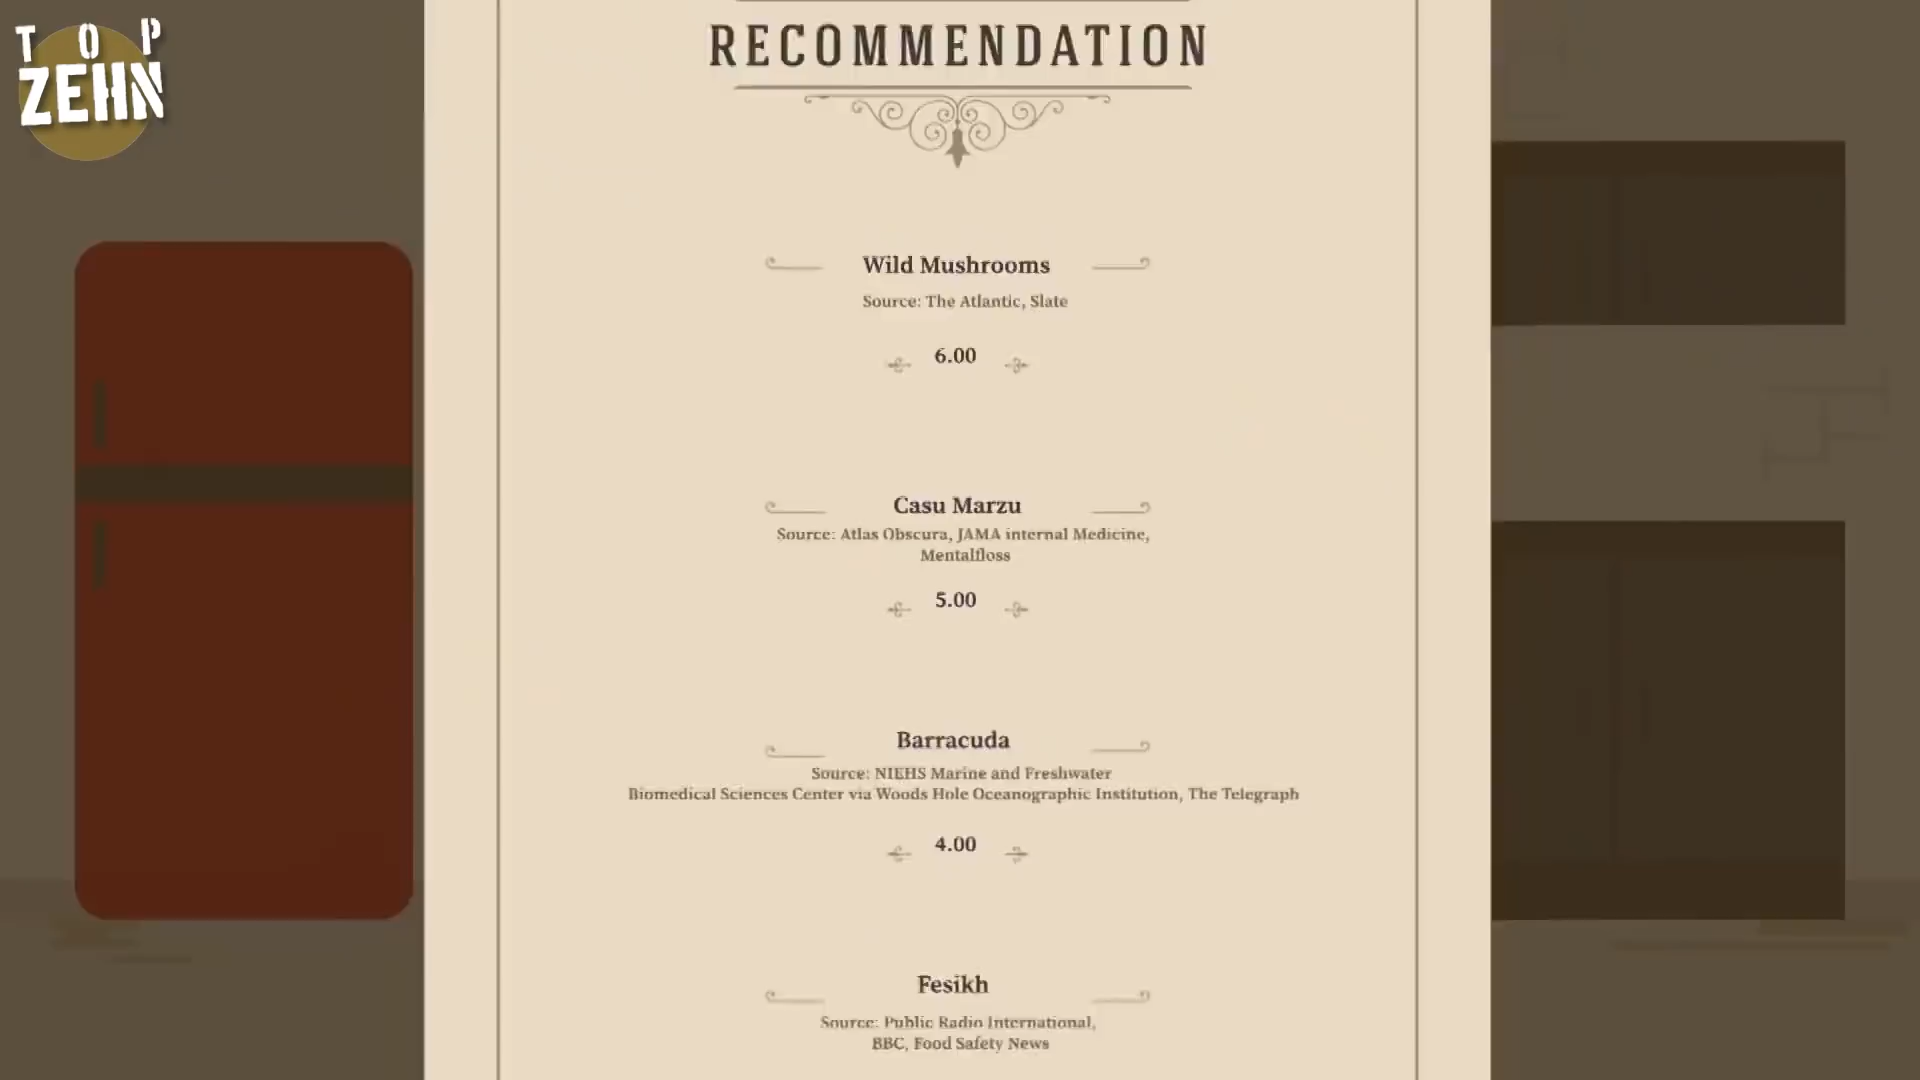 TOP
ZEHN
RECOMMENDATION
Wild Mushrooms
Source: The Atlantic, Slate
6.00
Casu Marzu
Source: Atlas Obscura, JAMA internal Medicine,
Mentalfloss
5.00
Barracuda
Source: NIEHS Marine and Freshwater
Biomedical Sciences Center via Woods Hole Oceanographic Institution, The Telegraph
4.00
Fesikh
Source: Public Radio International,
BBC, Food Safety News